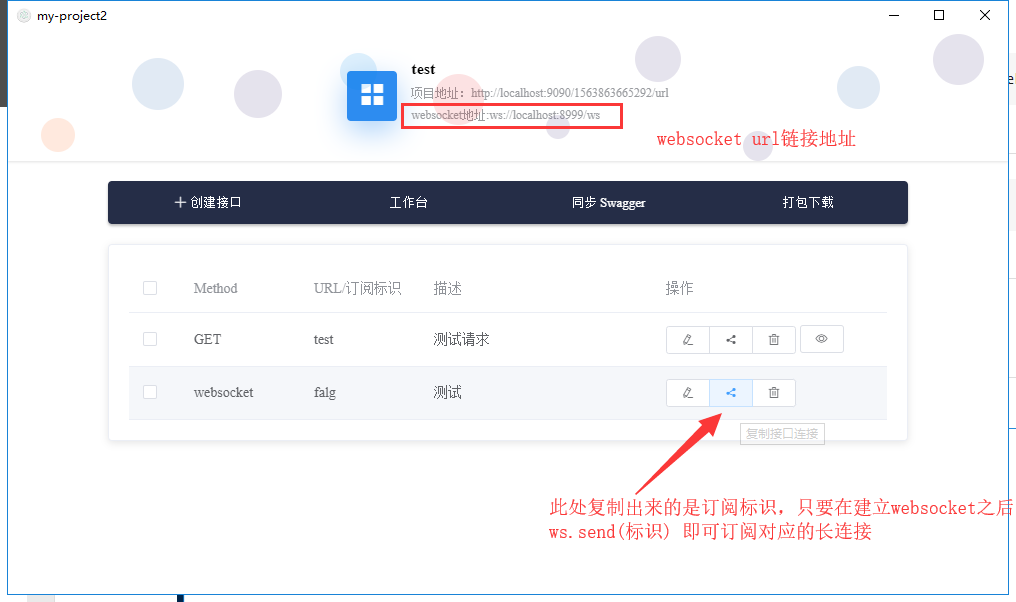 my-project2
test
项目地址：http://localhost:9090/1563863665292/url
websocket地址:ws://localhost:8999/ws
websocket url链接地址
创建接口 工作台 同步 Swagger 打包下载
Method URL/订阅标识 描述 操作
GET test 测试请求
websocket falg 测试
复制接口连接
此处复制出来的是订阅标识，只要在建立websocket之后
ws.send(标识) 即可订阅对应的长连接